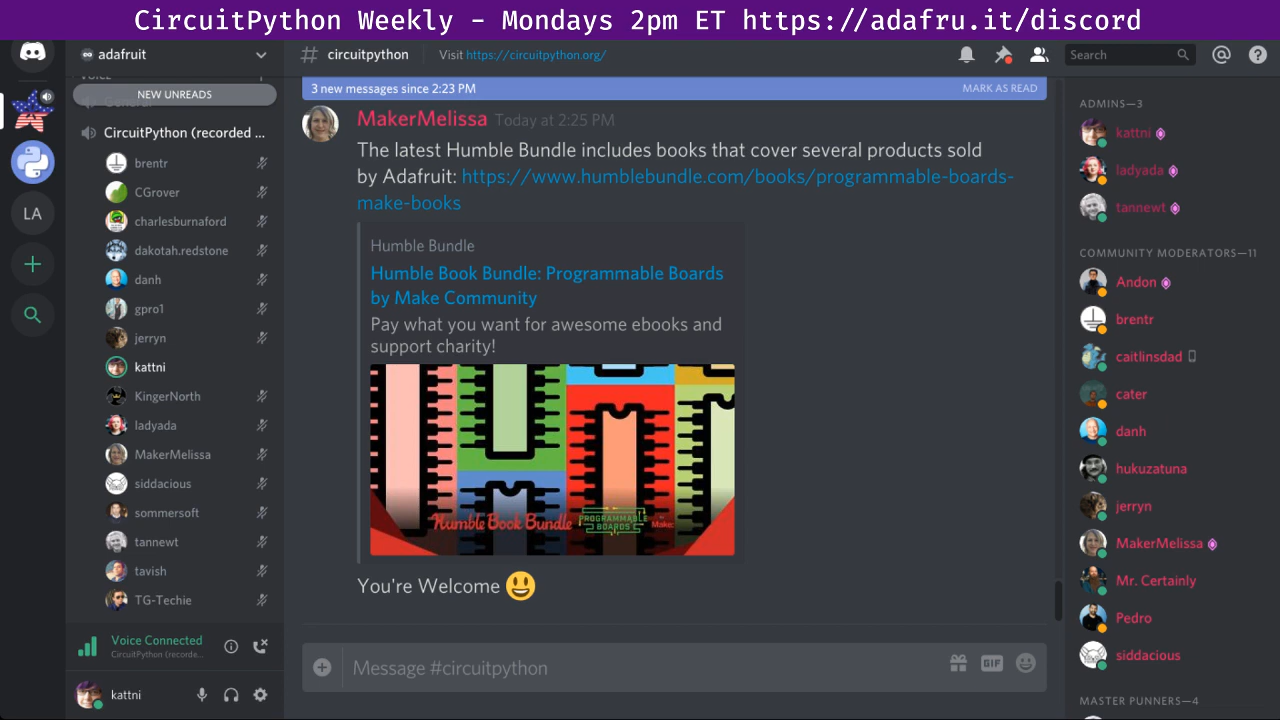 CircuitPython Weekly - Mondays 2pm ET https://adafru.it/discord
adafruit
NEW UNREADS
General
CircuitPython (recorded ...
brentr
CGrover
charlesburnaford
dakotah.redstone
danh
gpro1
jerryn
kattni
KingerNorth
ladyada
MakerMelissa
siddacious
sommersoft
tannewt
tavish
TG-Techie
Voice Connected
CircuitPython (recorde...
kattni
LA
# circuitpython
Visit https://circuitpython.org/
Search
3 new messages since 2:23 PM
MARK AS READ
MakerMelissa Today at 2:25 PM
The latest Humble Bundle includes books that cover several products sold
by Adafruit: https://www.humblebundle.com/books/programmable-boards-
make-books
Humble Bundle
Humble Book Bundle: Programmable Boards
by Make Community
Pay what you want for awesome ebooks and
support charity!
Humble Book Bundle
PROGRAMMABLE
BOARDS
Make:
You're Welcome 😃
Message #circuitpython
GIF
ADMINS—3
kattni
ladyada
tannewt
COMMUNITY MODERATORS—11
Andon
brentr
caitlinsdad
cater
danh
hukuzatuna
jerryn
MakerMelissa
Mr. Certainly
Pedro
siddacious
MASTER PUNNERS—4